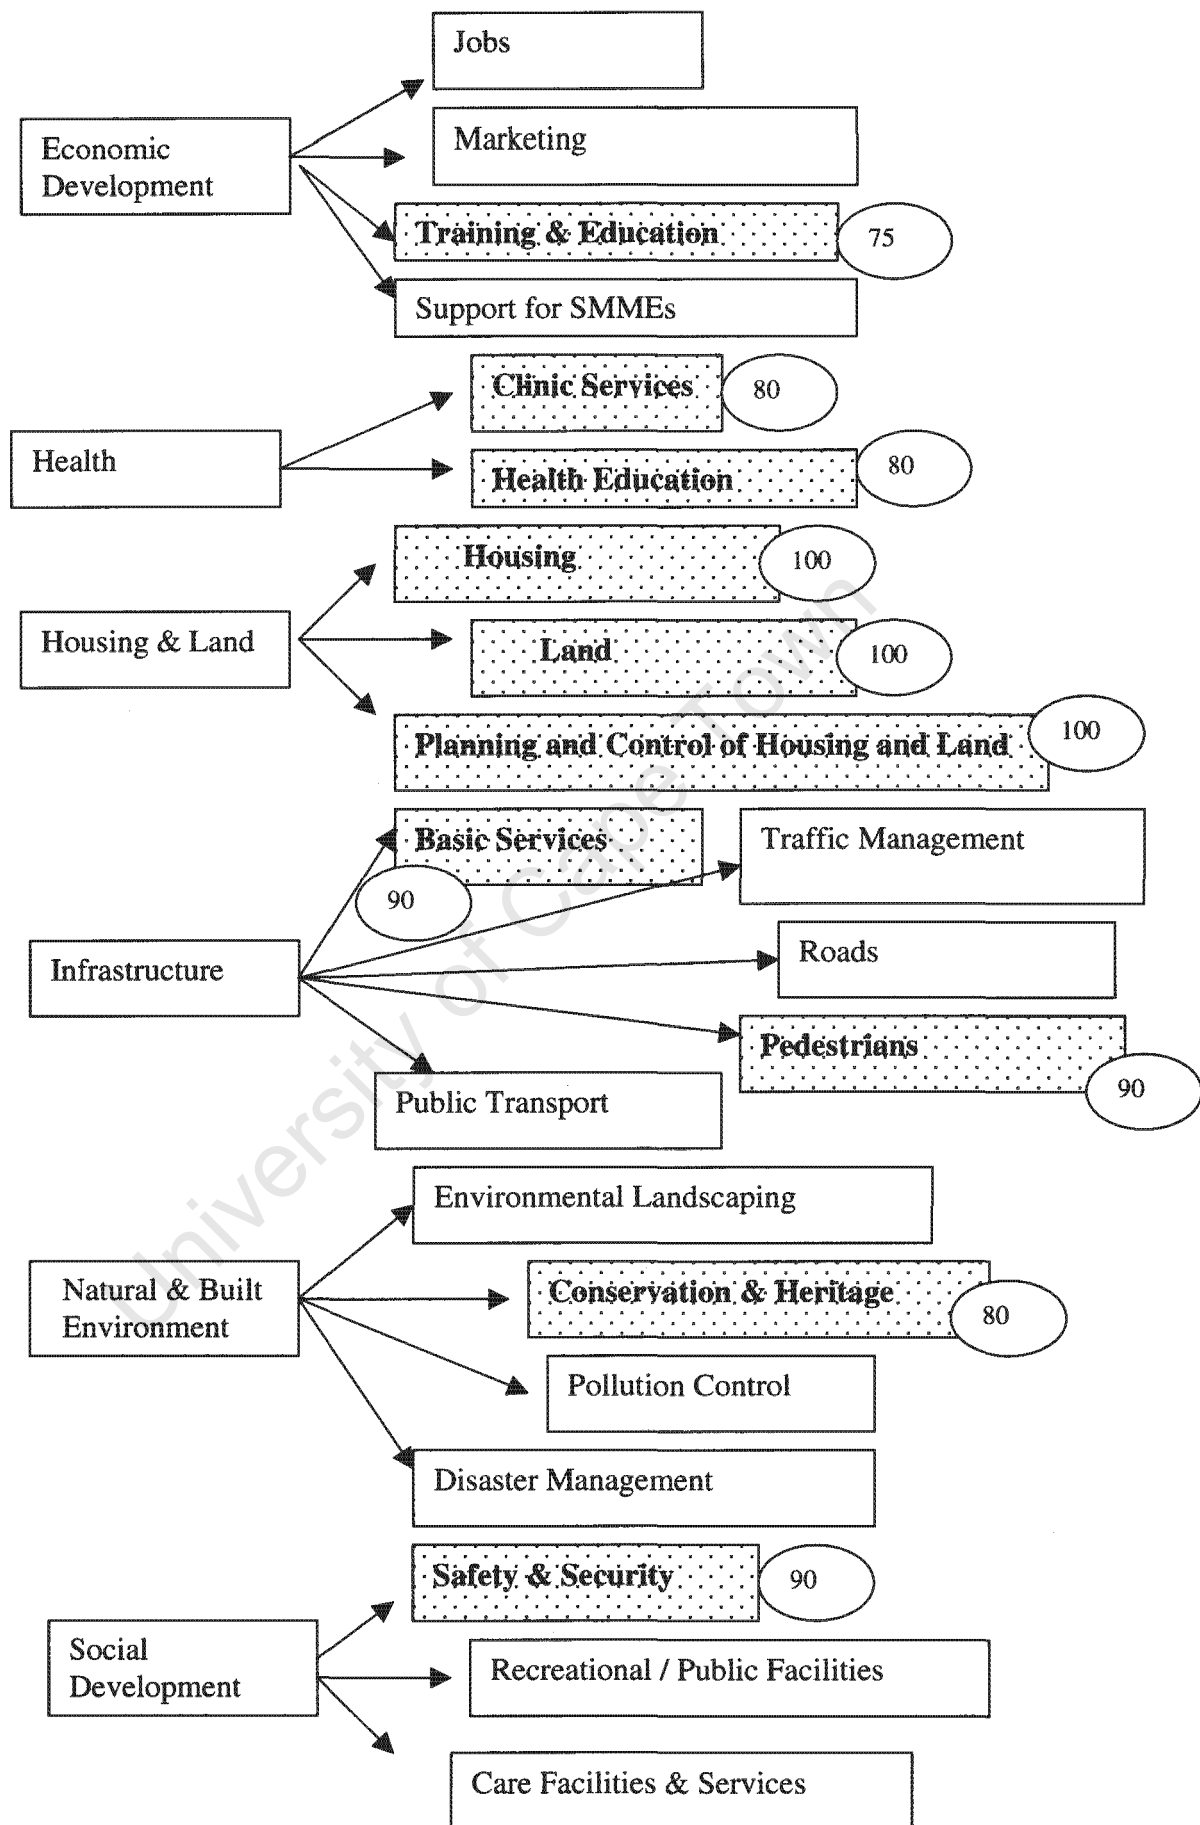 Jobs
Economic
Development
Marketing
Training & Education
75
Support for SMMEs
Clinic Services
80
Health
Health Education
80
Housing
100
Housing & Land
Land
100
Planning and Control of Housing and Land
100
Basic Services
90
Traffic Management
Infrastructure
Roads
Pedestrians
90
Public Transport
Environmental Landscaping
Natural & Built
Environment
Conservation & Heritage
80
Pollution Control
Disaster Management
Safety & Security
90
Social
Development
Recreational / Public Facilities
Care Facilities & Services
University of Cape Town